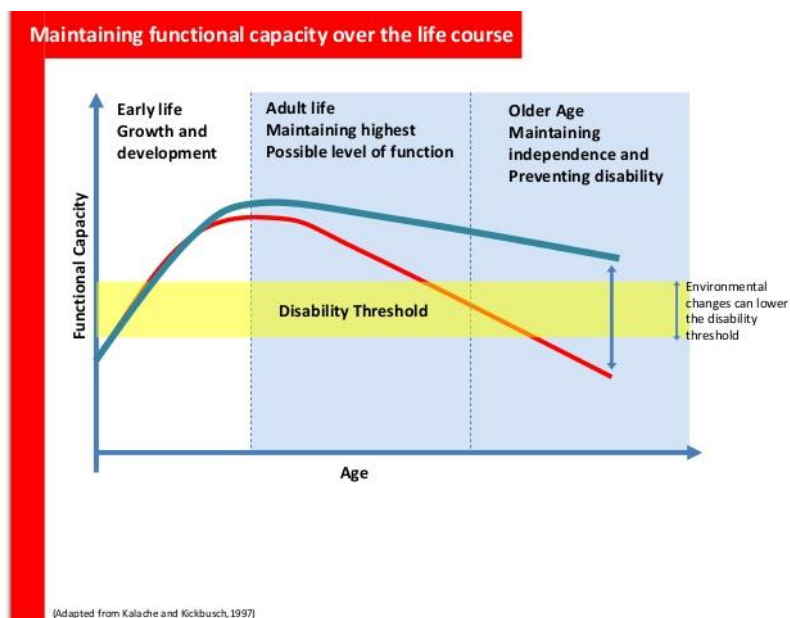 Maintaining functional capacity over the life course
Early life
Growth and
development
Adult life
Maintaining highest
Possible level of function
Older Age
Maintaining
independence and
Preventing disability
Functional Capacity
Disability Threshold
Environmental
changes can lower
the disability
threshold
Age
(Adapted from Kalache and Kickbusch, 1997)